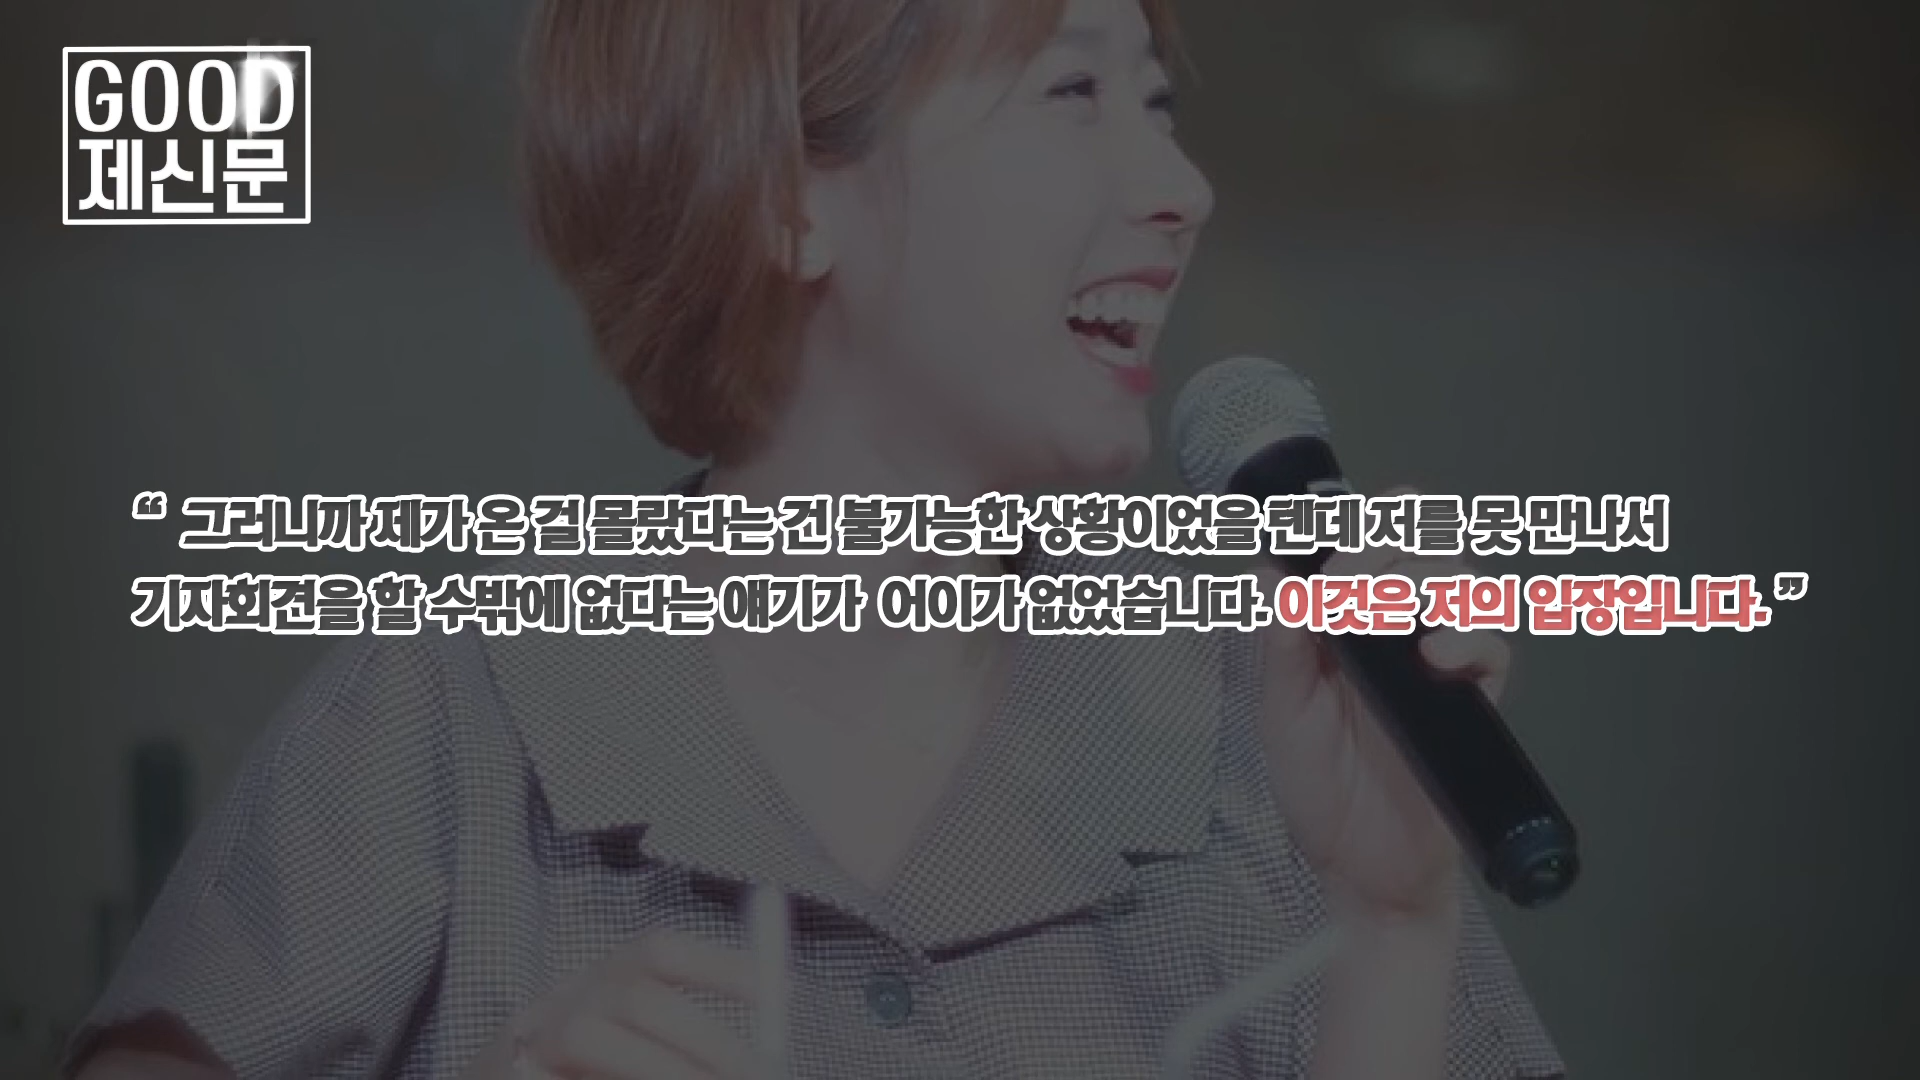 GOOD
제신문
“ 그러니까 제가 온 걸 몰랐다는 건 불가능한 상황이었을 텐데 저를 못 만나서
기자회견을 할 수밖에 없다는 얘기가 어이가 없었습니다. 이것은 저의 입장입니다. ”